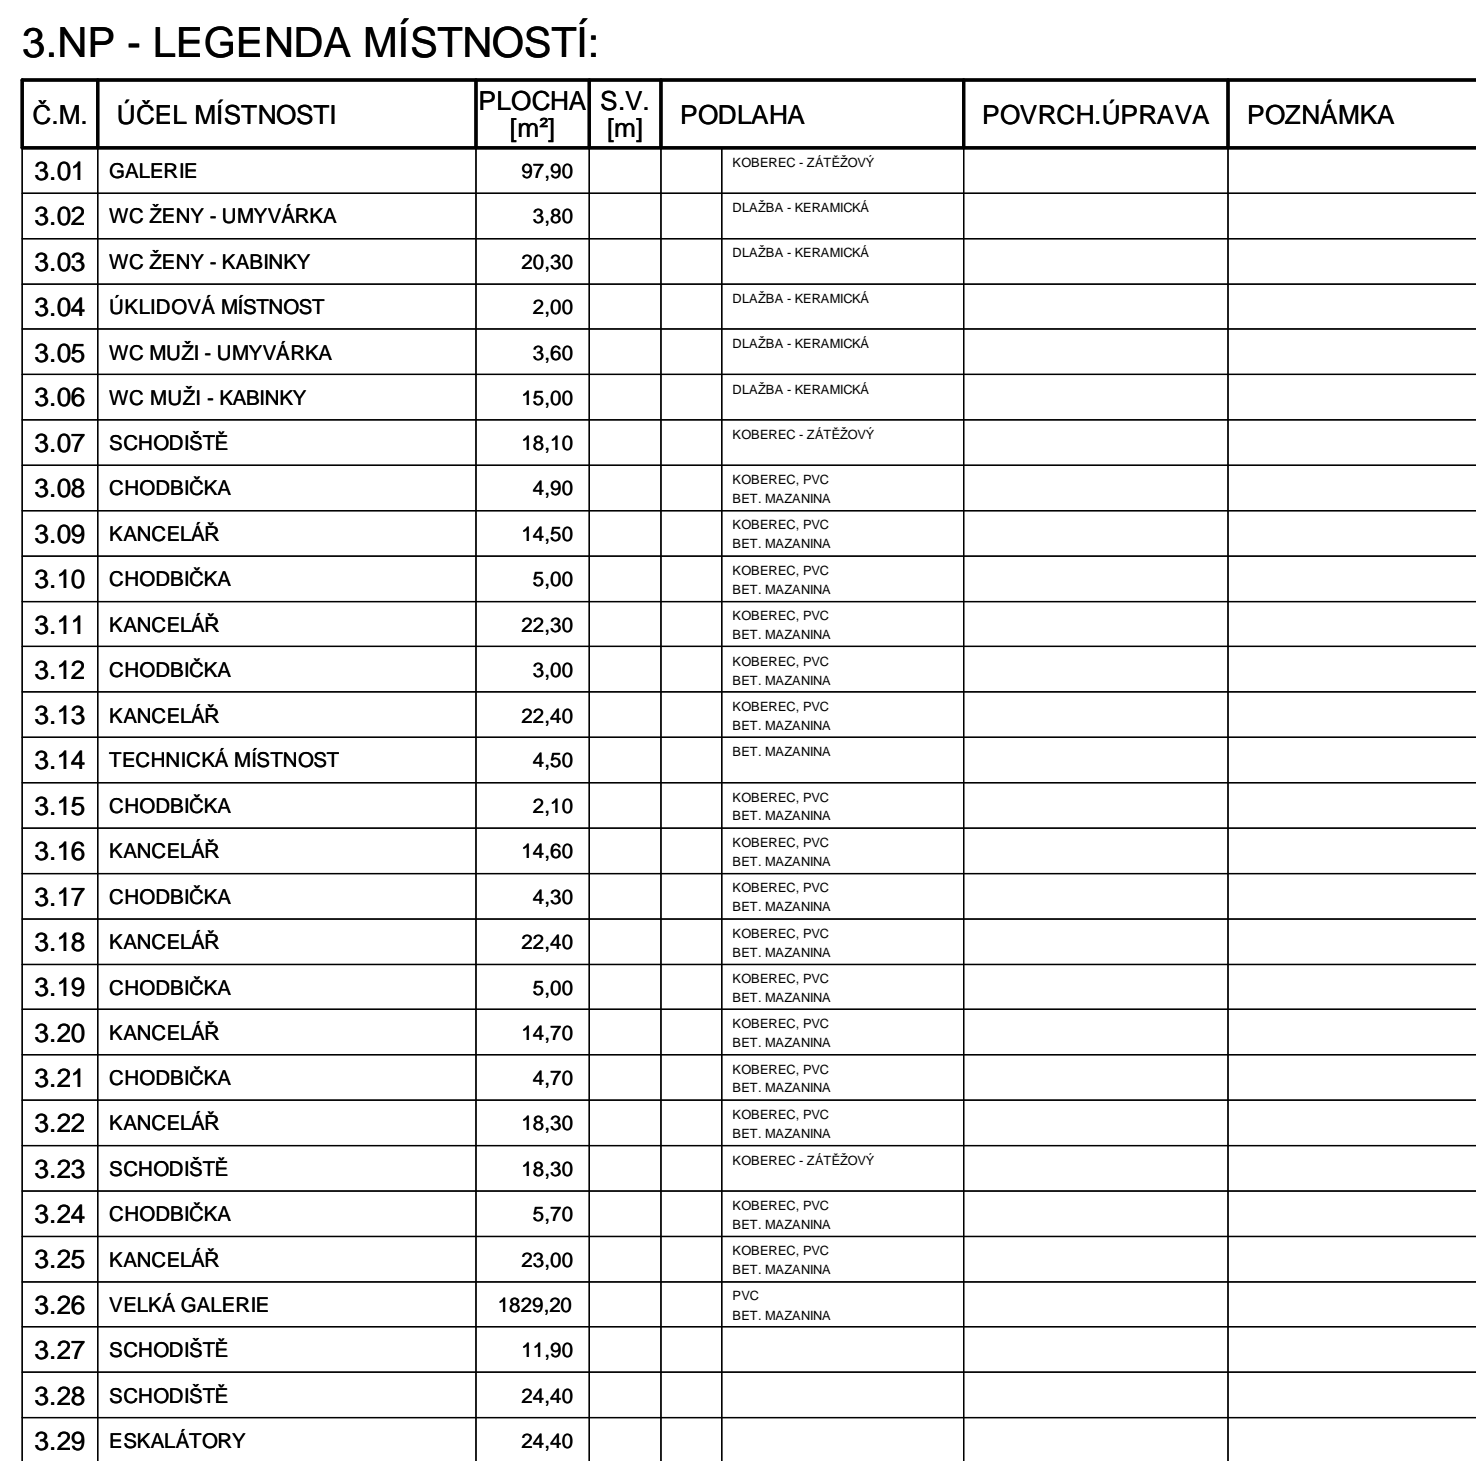 3.NP - LEGENDA MÍSTNOSTÍ:
Č.M. ÚČEL MÍSTNOSTI PLOCHA [m²] S.V. [m] PODLAHA POVRCH.ÚPRAVA POZNÁMKA
3.01 GALERIE 97,90 KOBEREC - ZÁTĚŽOVÝ
3.02 WC ŽENY - UMYVÁRKA 3,80 DLAŽBA - KERAMICKÁ
3.03 WC ŽENY - KABINKY 20,30 DLAŽBA - KERAMICKÁ
3.04 ÚKLIDOVÁ MÍSTNOST 2,00 DLAŽBA - KERAMICKÁ
3.05 WC MUŽI - UMYVÁRKA 3,60 DLAŽBA - KERAMICKÁ
3.06 WC MUŽI - KABINKY 15,00 DLAŽBA - KERAMICKÁ
3.07 SCHODIŠTĚ 18,10 KOBEREC - ZÁTĚŽOVÝ
3.08 CHODBIČKA 4,90 KOBEREC, PVC
BET. MAZANINA
3.09 KANCELÁŘ 14,50 KOBEREC, PVC
BET. MAZANINA
3.10 CHODBIČKA 5,00 KOBEREC, PVC
BET. MAZANINA
3.11 KANCELÁŘ 22,30 KOBEREC, PVC
BET. MAZANINA
3.12 CHODBIČKA 3,00 KOBEREC, PVC
BET. MAZANINA
3.13 KANCELÁŘ 22,40 KOBEREC, PVC
BET. MAZANINA
3.14 TECHNICKÁ MÍSTNOST 4,50 BET. MAZANINA
3.15 CHODBIČKA 2,10 KOBEREC, PVC
BET. MAZANINA
3.16 KANCELÁŘ 14,60 KOBEREC, PVC
BET. MAZANINA
3.17 CHODBIČKA 4,30 KOBEREC, PVC
BET. MAZANINA
3.18 KANCELÁŘ 22,40 KOBEREC, PVC
BET. MAZANINA
3.19 CHODBIČKA 5,00 KOBEREC, PVC
BET. MAZANINA
3.20 KANCELÁŘ 14,70 KOBEREC, PVC
BET. MAZANINA
3.21 CHODBIČKA 4,70 KOBEREC, PVC
BET. MAZANINA
3.22 KANCELÁŘ 18,30 KOBEREC, PVC
BET. MAZANINA
3.23 SCHODIŠTĚ 18,30 KOBEREC - ZÁTĚŽOVÝ
3.24 CHODBIČKA 5,70 KOBEREC, PVC
BET. MAZANINA
3.25 KANCELÁŘ 23,00 KOBEREC, PVC
BET. MAZANINA
3.26 VELKÁ GALERIE 1829,20 PVC
BET. MAZANINA
3.27 SCHODIŠTĚ 11,90
3.28 SCHODIŠTĚ 24,40
3.29 ESKALÁTORY 24,40